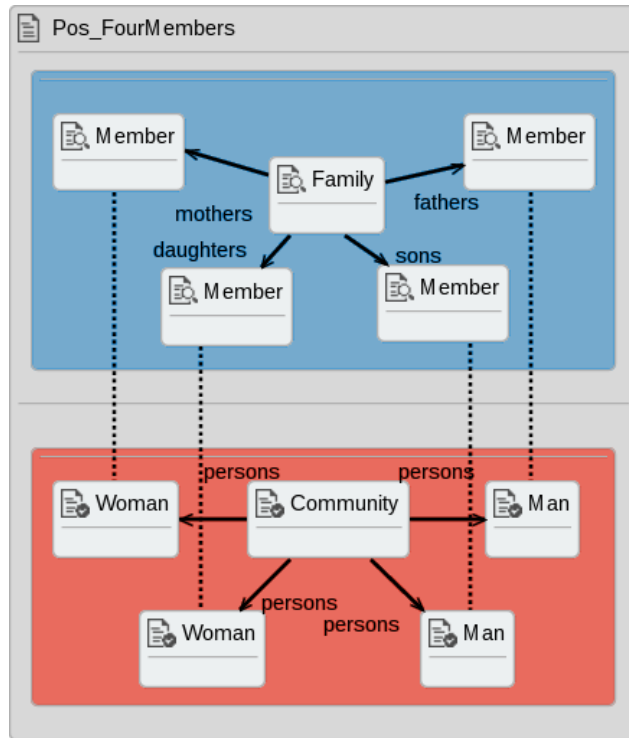 Pos_FourMembers
Member
Member
Family
mothers
fathers
daughters
sons
Member
Member
persons
persons
Woman
Community
Man
persons
persons
Woman
Man